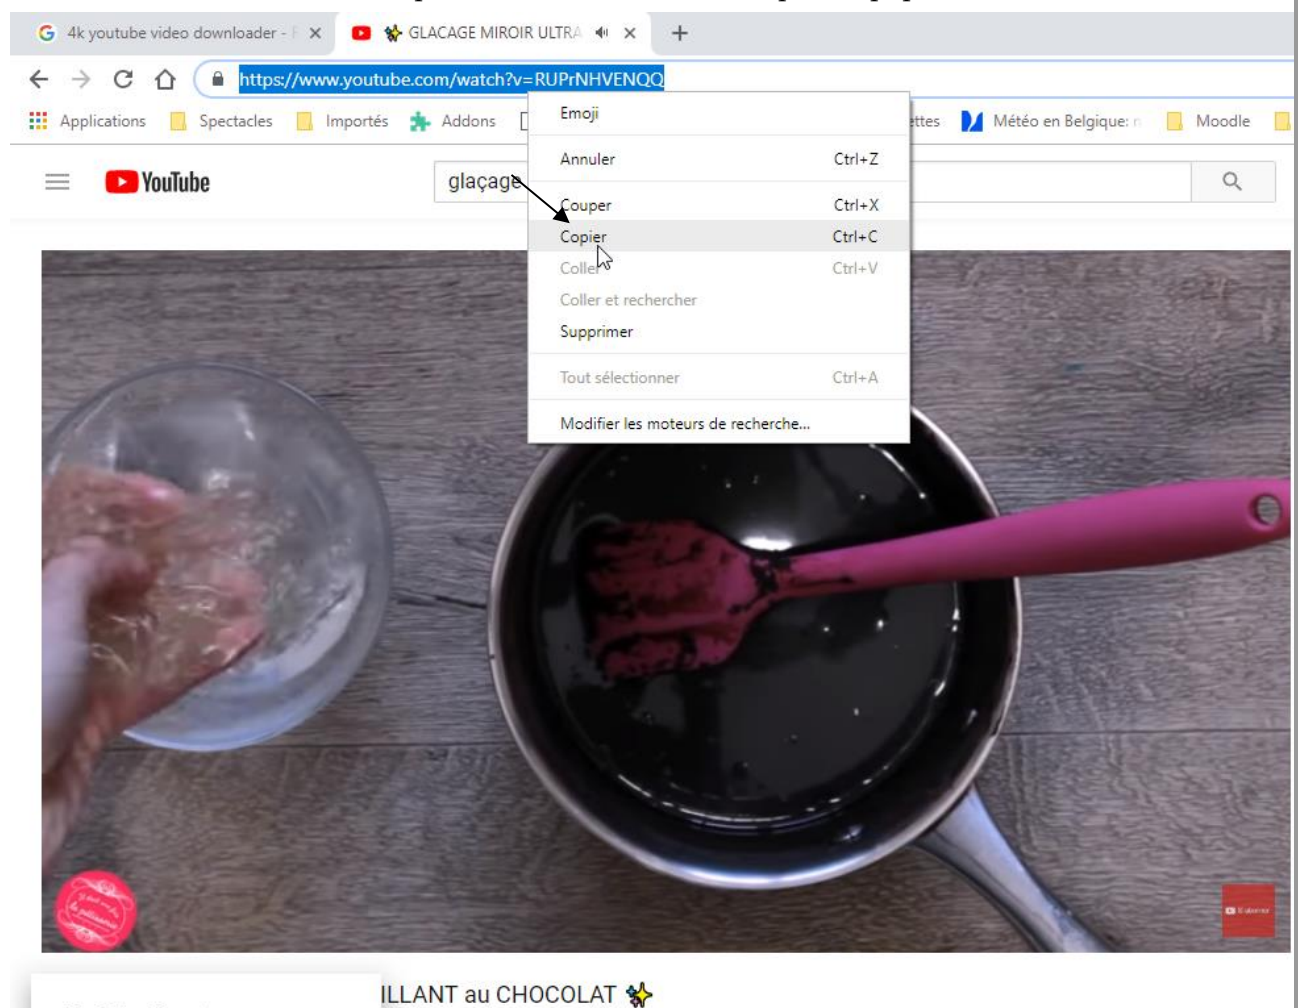 4k youtube video downloader -
GLACAGE MIROIR ULTRA
https://www.youtube.com/watch?v=RUPrNHVENQQ
Applications Spectacles Importés Addons ettes Météo en Belgique: Moodle
YouTube
glaçage
Emoji
Annuler Ctrl+Z
Couper Ctrl+X
Copier Ctrl+C
Coller Ctrl+V
Coller et rechercher
Supprimer
Tout sélectionner Ctrl+A
Modifier les moteurs de recherche...
S'abonner
ILLANT au CHOCOLAT ✨